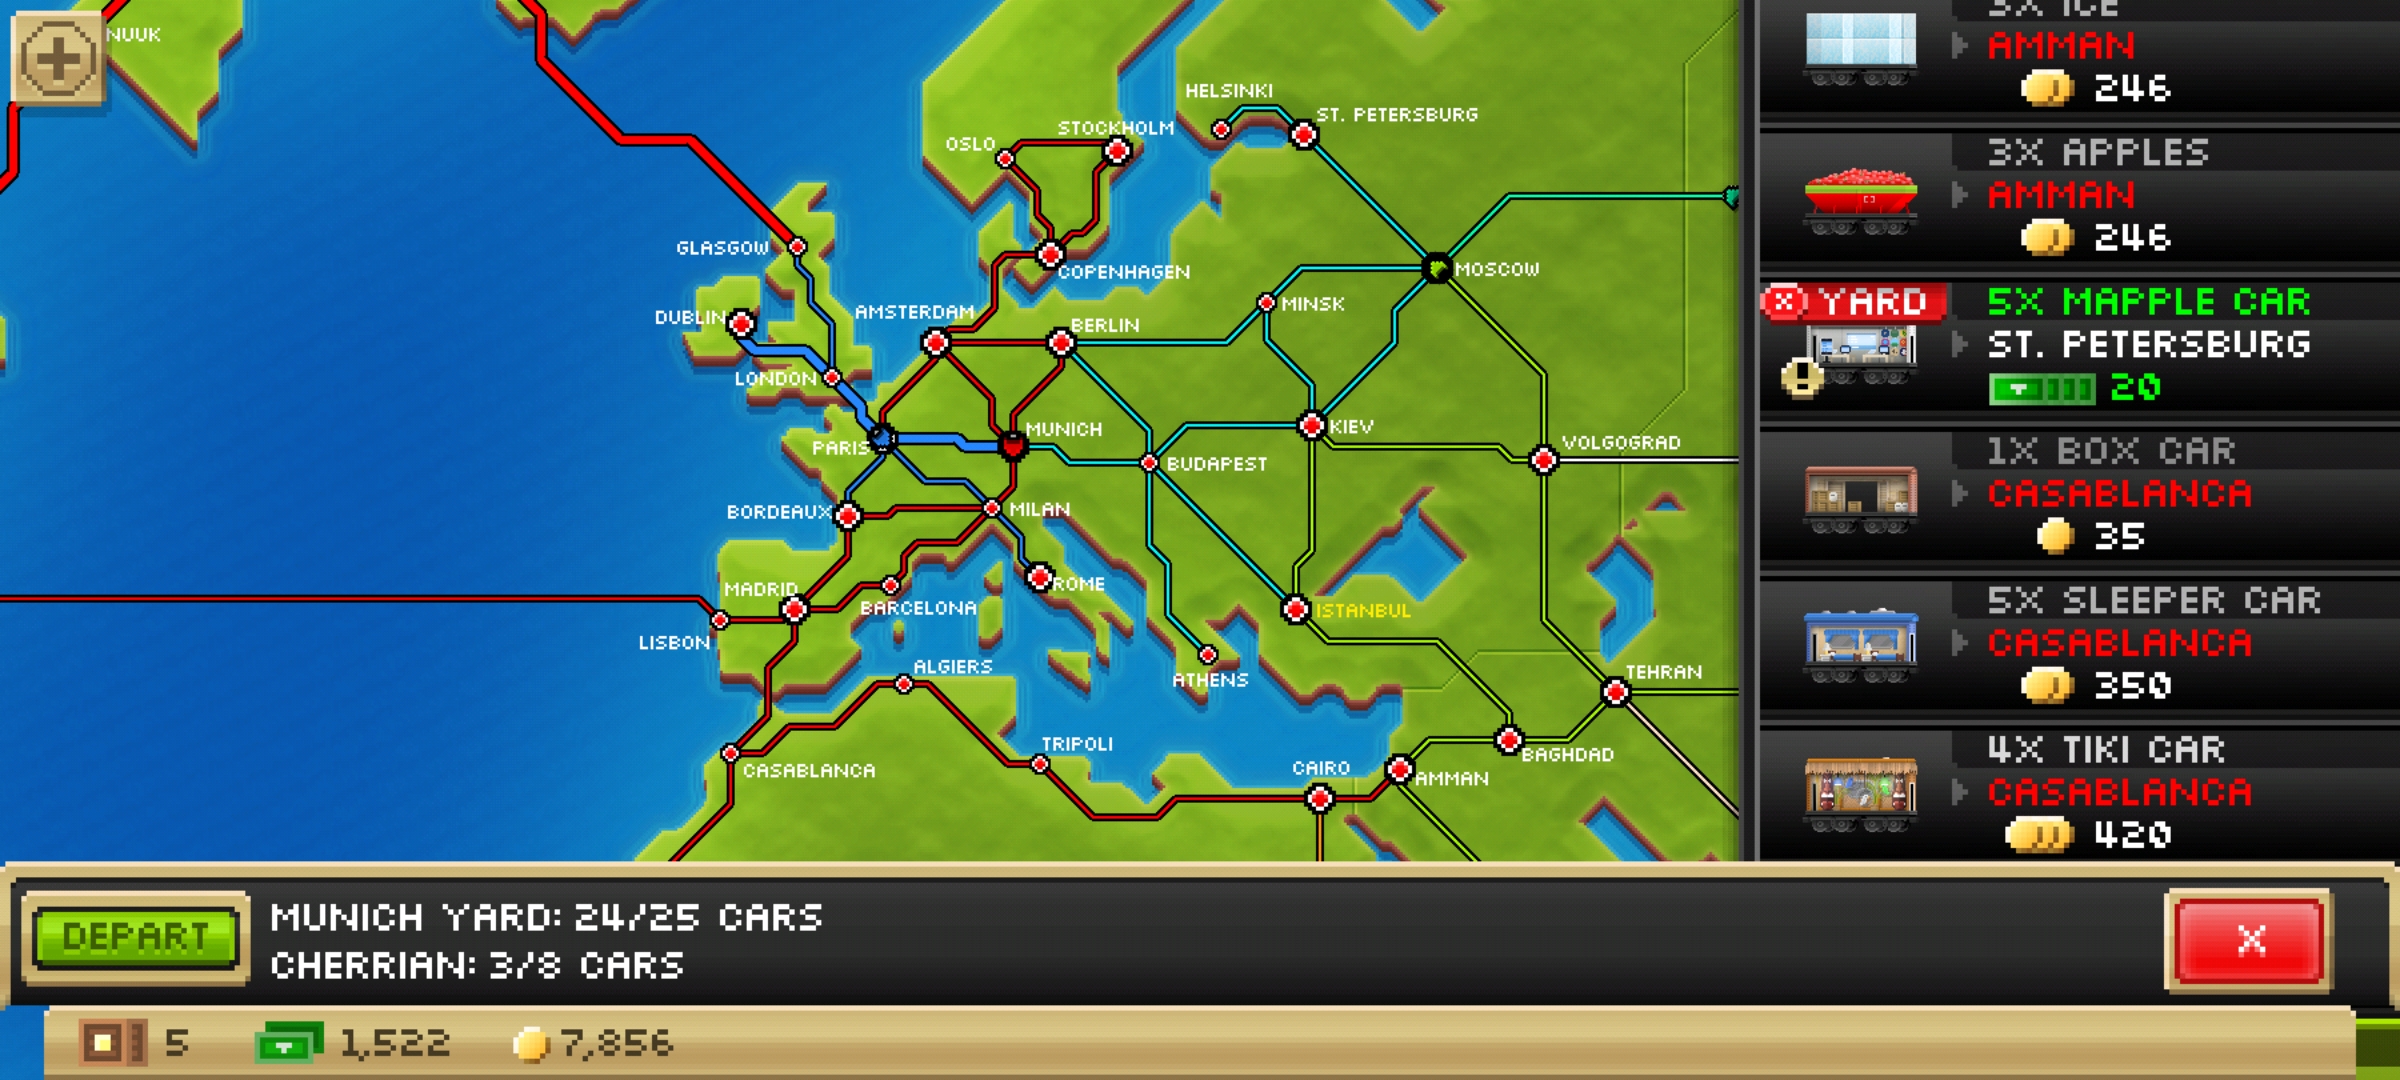 NUUK
HELSINKI
ST. PETERSBURG
STOCKHOLM
OSLO
GLASGOW
COPENHAGEN
MOSCOW
MINSK
DUBLIN
AMSTERDAM
BERLIN
LONDON
MUNICH
KIEV
VOLGOGRAD
PARIS
BUDAPEST
BORDEAUX
MILAN
MADRID
ROME
BARCELONA
ISTANBUL
LISBON
ALGIERS
ATHENS
TEHRAN
TRIPOLI
CASABLANCA
CAIRO
AMMAN
BAGHDAD
3X ICE
AMMAN
246
3X APPLES
AMMAN
246
YARD
5X MAPPLE CAR
ST. PETERSBURG
20
1X BOX CAR
CASABLANCA
35
5X SLEEPER CAR
CASABLANCA
350
4X TIKI CAR
CASABLANCA
420
DEPART
MUNICH YARD: 24/25 CARS
CHERRIAN: 3/8 CARS
X
5
1,522
7,856